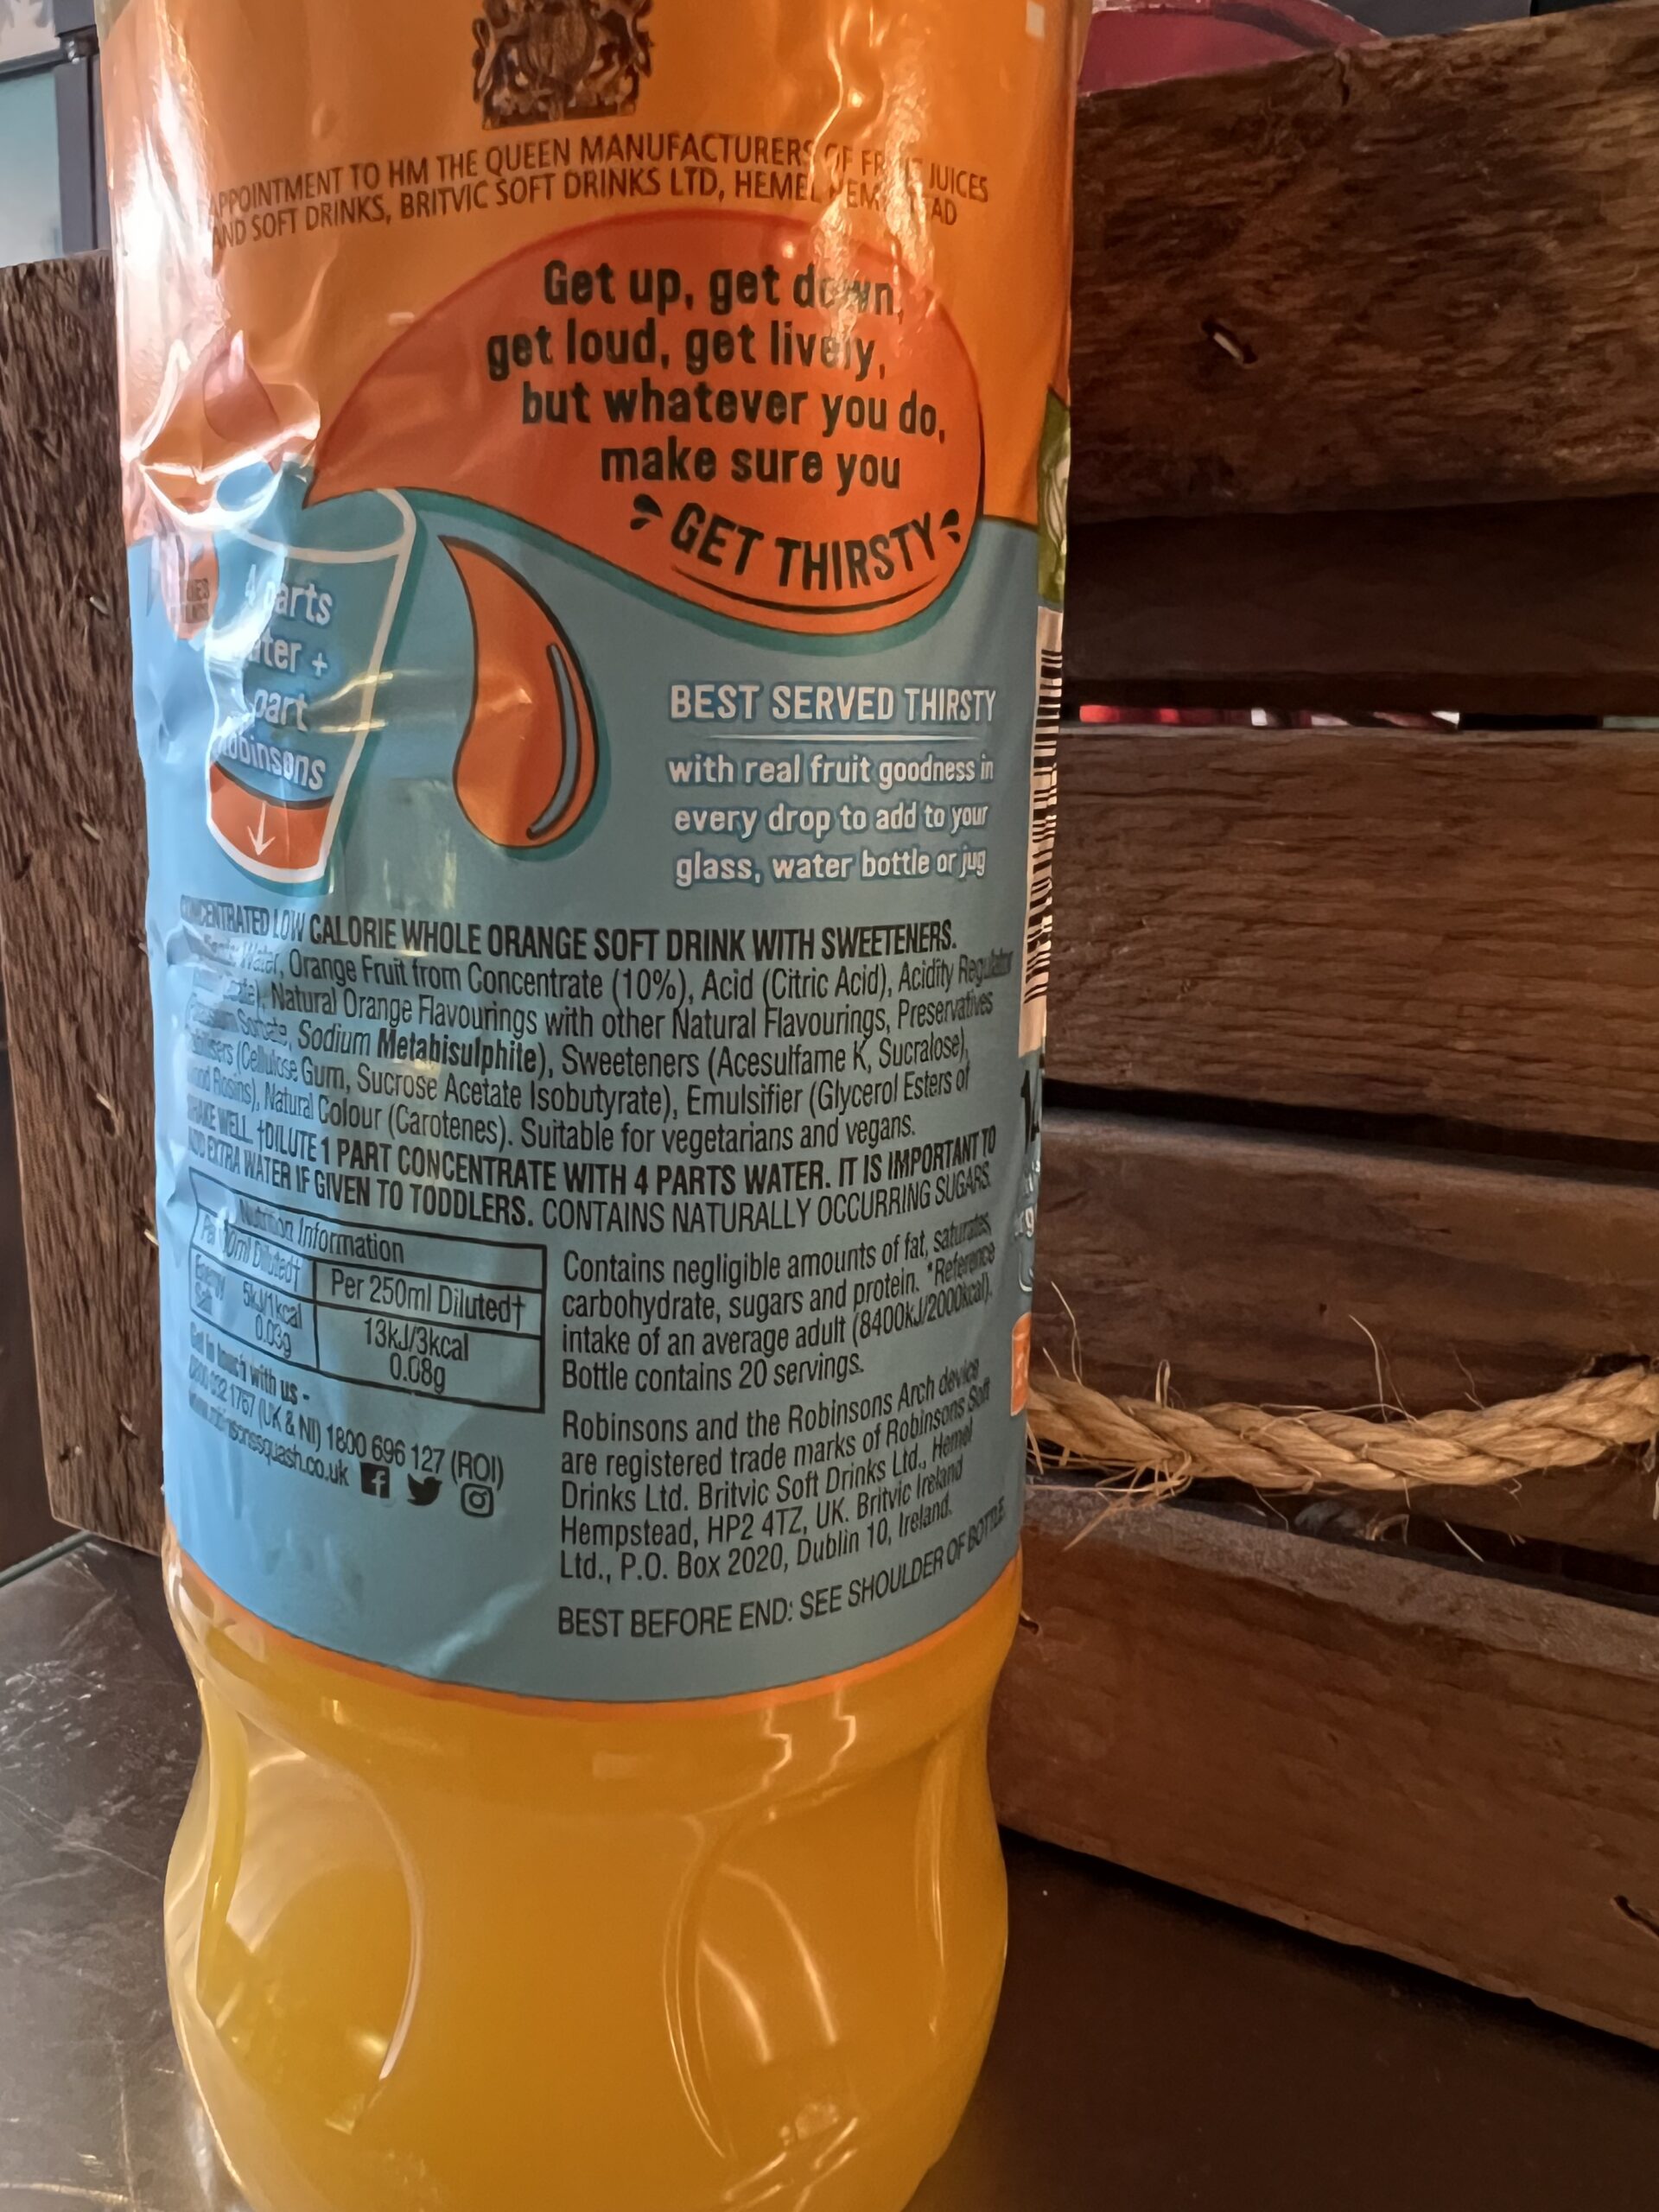 APPOINTMENT TO HM THE QUEEN MANUFACTURERS OF FRUIT JUICES
AND SOFT DRINKS, BRITVIC SOFT DRINKS LTD, HEMEL HEMPSTEAD
Get up, get down,
get loud, get lively,
but whatever you do,
make sure you
GET THIRSTY
4 parts
water +
part
Robinsons
BEST SERVED THIRSTY
with real fruit goodness in
every drop to add to your
glass, water bottle or jug
CONCENTRATED LOW CALORIE WHOLE ORANGE SOFT DRINK WITH SWEETENERS.
Water, Orange Fruit from Concentrate (10%), Acid (Citric Acid), Acidity Regulator
Natural Orange Flavourings with other Natural Flavourings, Preservatives
(Potassium Sorbate, Sodium Metabisulphite), Sweeteners (Acesulfame K, Sucralose),
Stabilisers (Cellulose Gum, Sucrose Acetate Isobutyrate), Emulsifier (Glycerol Esters of
Wood Rosins), Natural Colour (Carotenes). Suitable for vegetarians and vegans.
SHAKE WELL †DILUTE 1 PART CONCENTRATE WITH 4 PARTS WATER. IT IS IMPORTANT TO
ADD EXTRA WATER IF GIVEN TO TODDLERS. CONTAINS NATURALLY OCCURRING SUGARS.
Nutrition Information
Per 100ml Diluted† Per 250ml Diluted†
Energy 5kJ/1kcal 13kJ/3kcal
Salt 0.03g 0.08g
Get in touch with us -
0800 032 1767 (UK & NI) 1800 696 127 (ROI)
www.robinsonssquash.co.uk
Contains negligible amounts of fat, saturates,
carbohydrate, sugars and protein. *Reference
intake of an average adult (8400kJ/2000kcal).
Bottle contains 20 servings.
Robinsons and the Robinsons Arch device
are registered trade marks of Robinsons Soft
Drinks Ltd. Britvic Soft Drinks Ltd., Hemel
Hempstead, HP2 4TZ, UK. Britvic Ireland
Ltd., P.O. Box 2020, Dublin 10, Ireland.
BEST BEFORE END: SEE SHOULDER OF BOTTLE